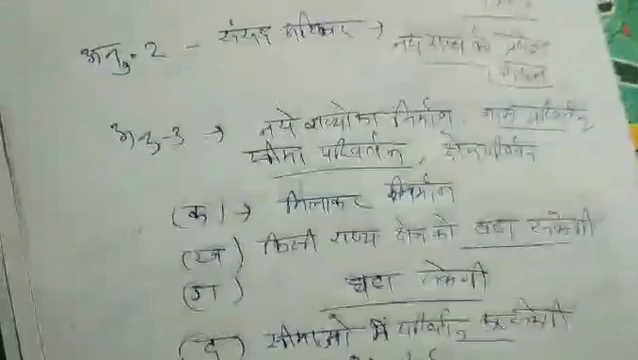 अनु॰ 2 - संसद अधिकार → नये राज्य को प्रवेश
अनु-3 → नये राज्यों का निर्माण, नाम परिवर्तन,
सीमा परिवर्तन, क्षेत्र परिवर्तन
(क) → मिलाकर निर्माण
(ख) किसी राज्य क्षेत्र को बढ़ा सकेगी
(ग) घटा सकेगी
सीमाओं में परिवर्तन कर सकेगी